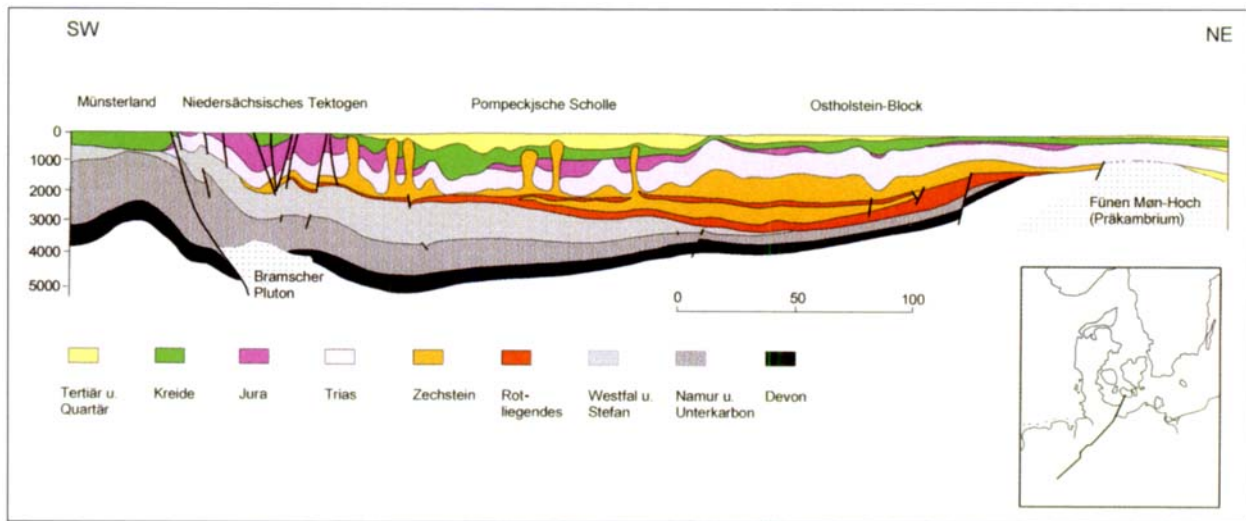 SW
NE
Münsterland
Niedersächsisches Tektogen
Pompeckjsche Scholle
Ostholstein-Block
0
1000
2000
3000
4000
5000
Bramscher
Pluton
Fünen Møn-Hoch
(Präkambrium)
0
50
100
Tertiär u.
Quartär
Kreide
Jura
Trias
Zechstein
Rot-
liegendes
Westfal u.
Stefan
Namur u.
Unterkarbon
Devon